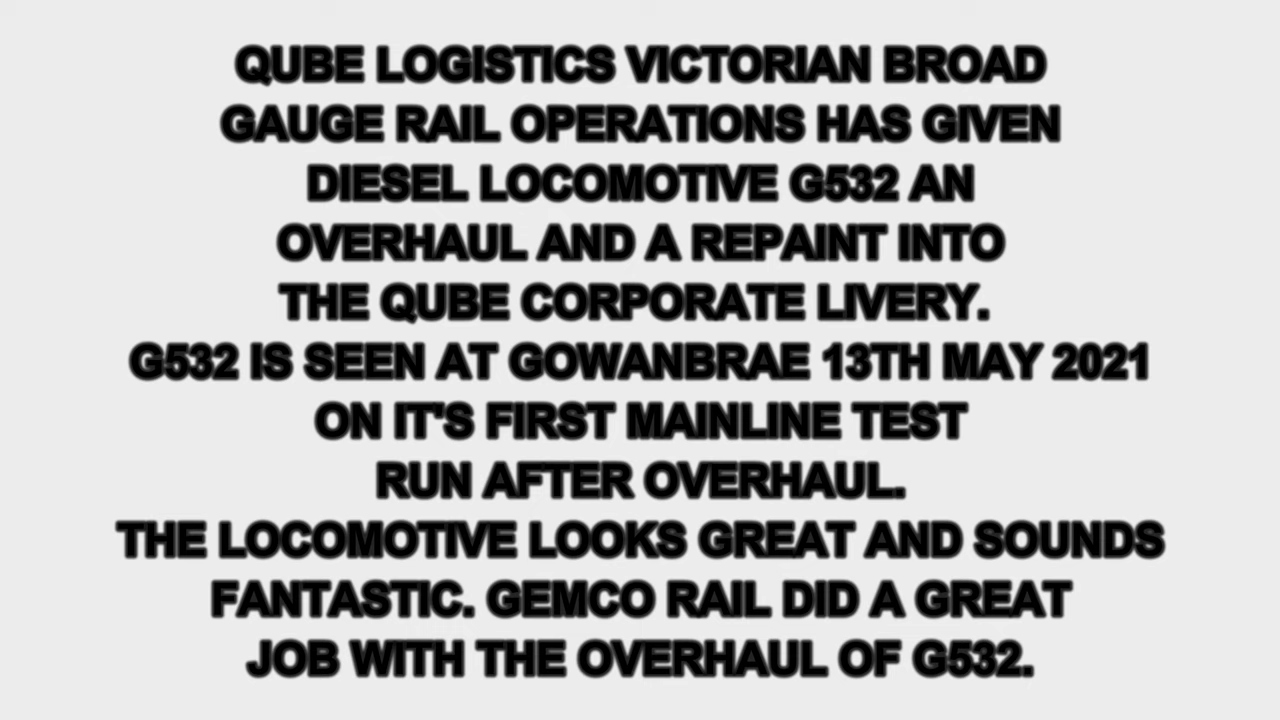 QUBE LOGISTICS VICTORIAN BROAD
GAUGE RAIL OPERATIONS HAS GIVEN
DIESEL LOCOMOTIVE G532 AN
OVERHAUL AND A REPAINT INTO
THE QUBE CORPORATE LIVERY.
G532 IS SEEN AT GOWANBRAE 13TH MAY 2021
ON IT'S FIRST MAINLINE TEST
RUN AFTER OVERHAUL.
THE LOCOMOTIVE LOOKS GREAT AND SOUNDS
FANTASTIC. GEMCO RAIL DID A GREAT
JOB WITH THE OVERHAUL OF G532.